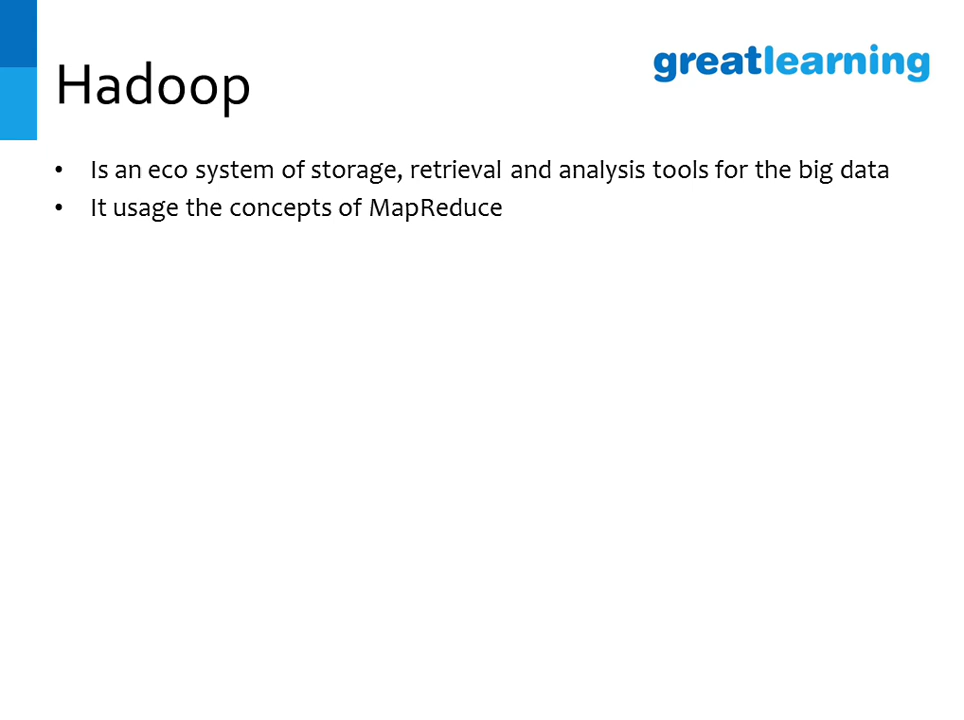 Hadoop
greatlearning
• Is an eco system of storage, retrieval and analysis tools for the big data
• It usage the concepts of MapReduce